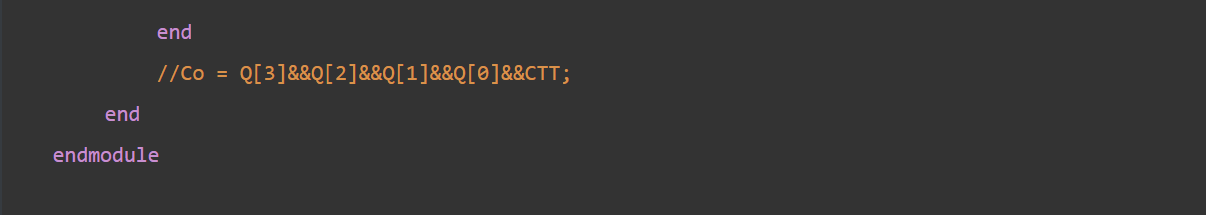 end
//Co = Q[3]&&Q[2]&&Q[1]&&Q[0]&&CTT;
end
endmodule